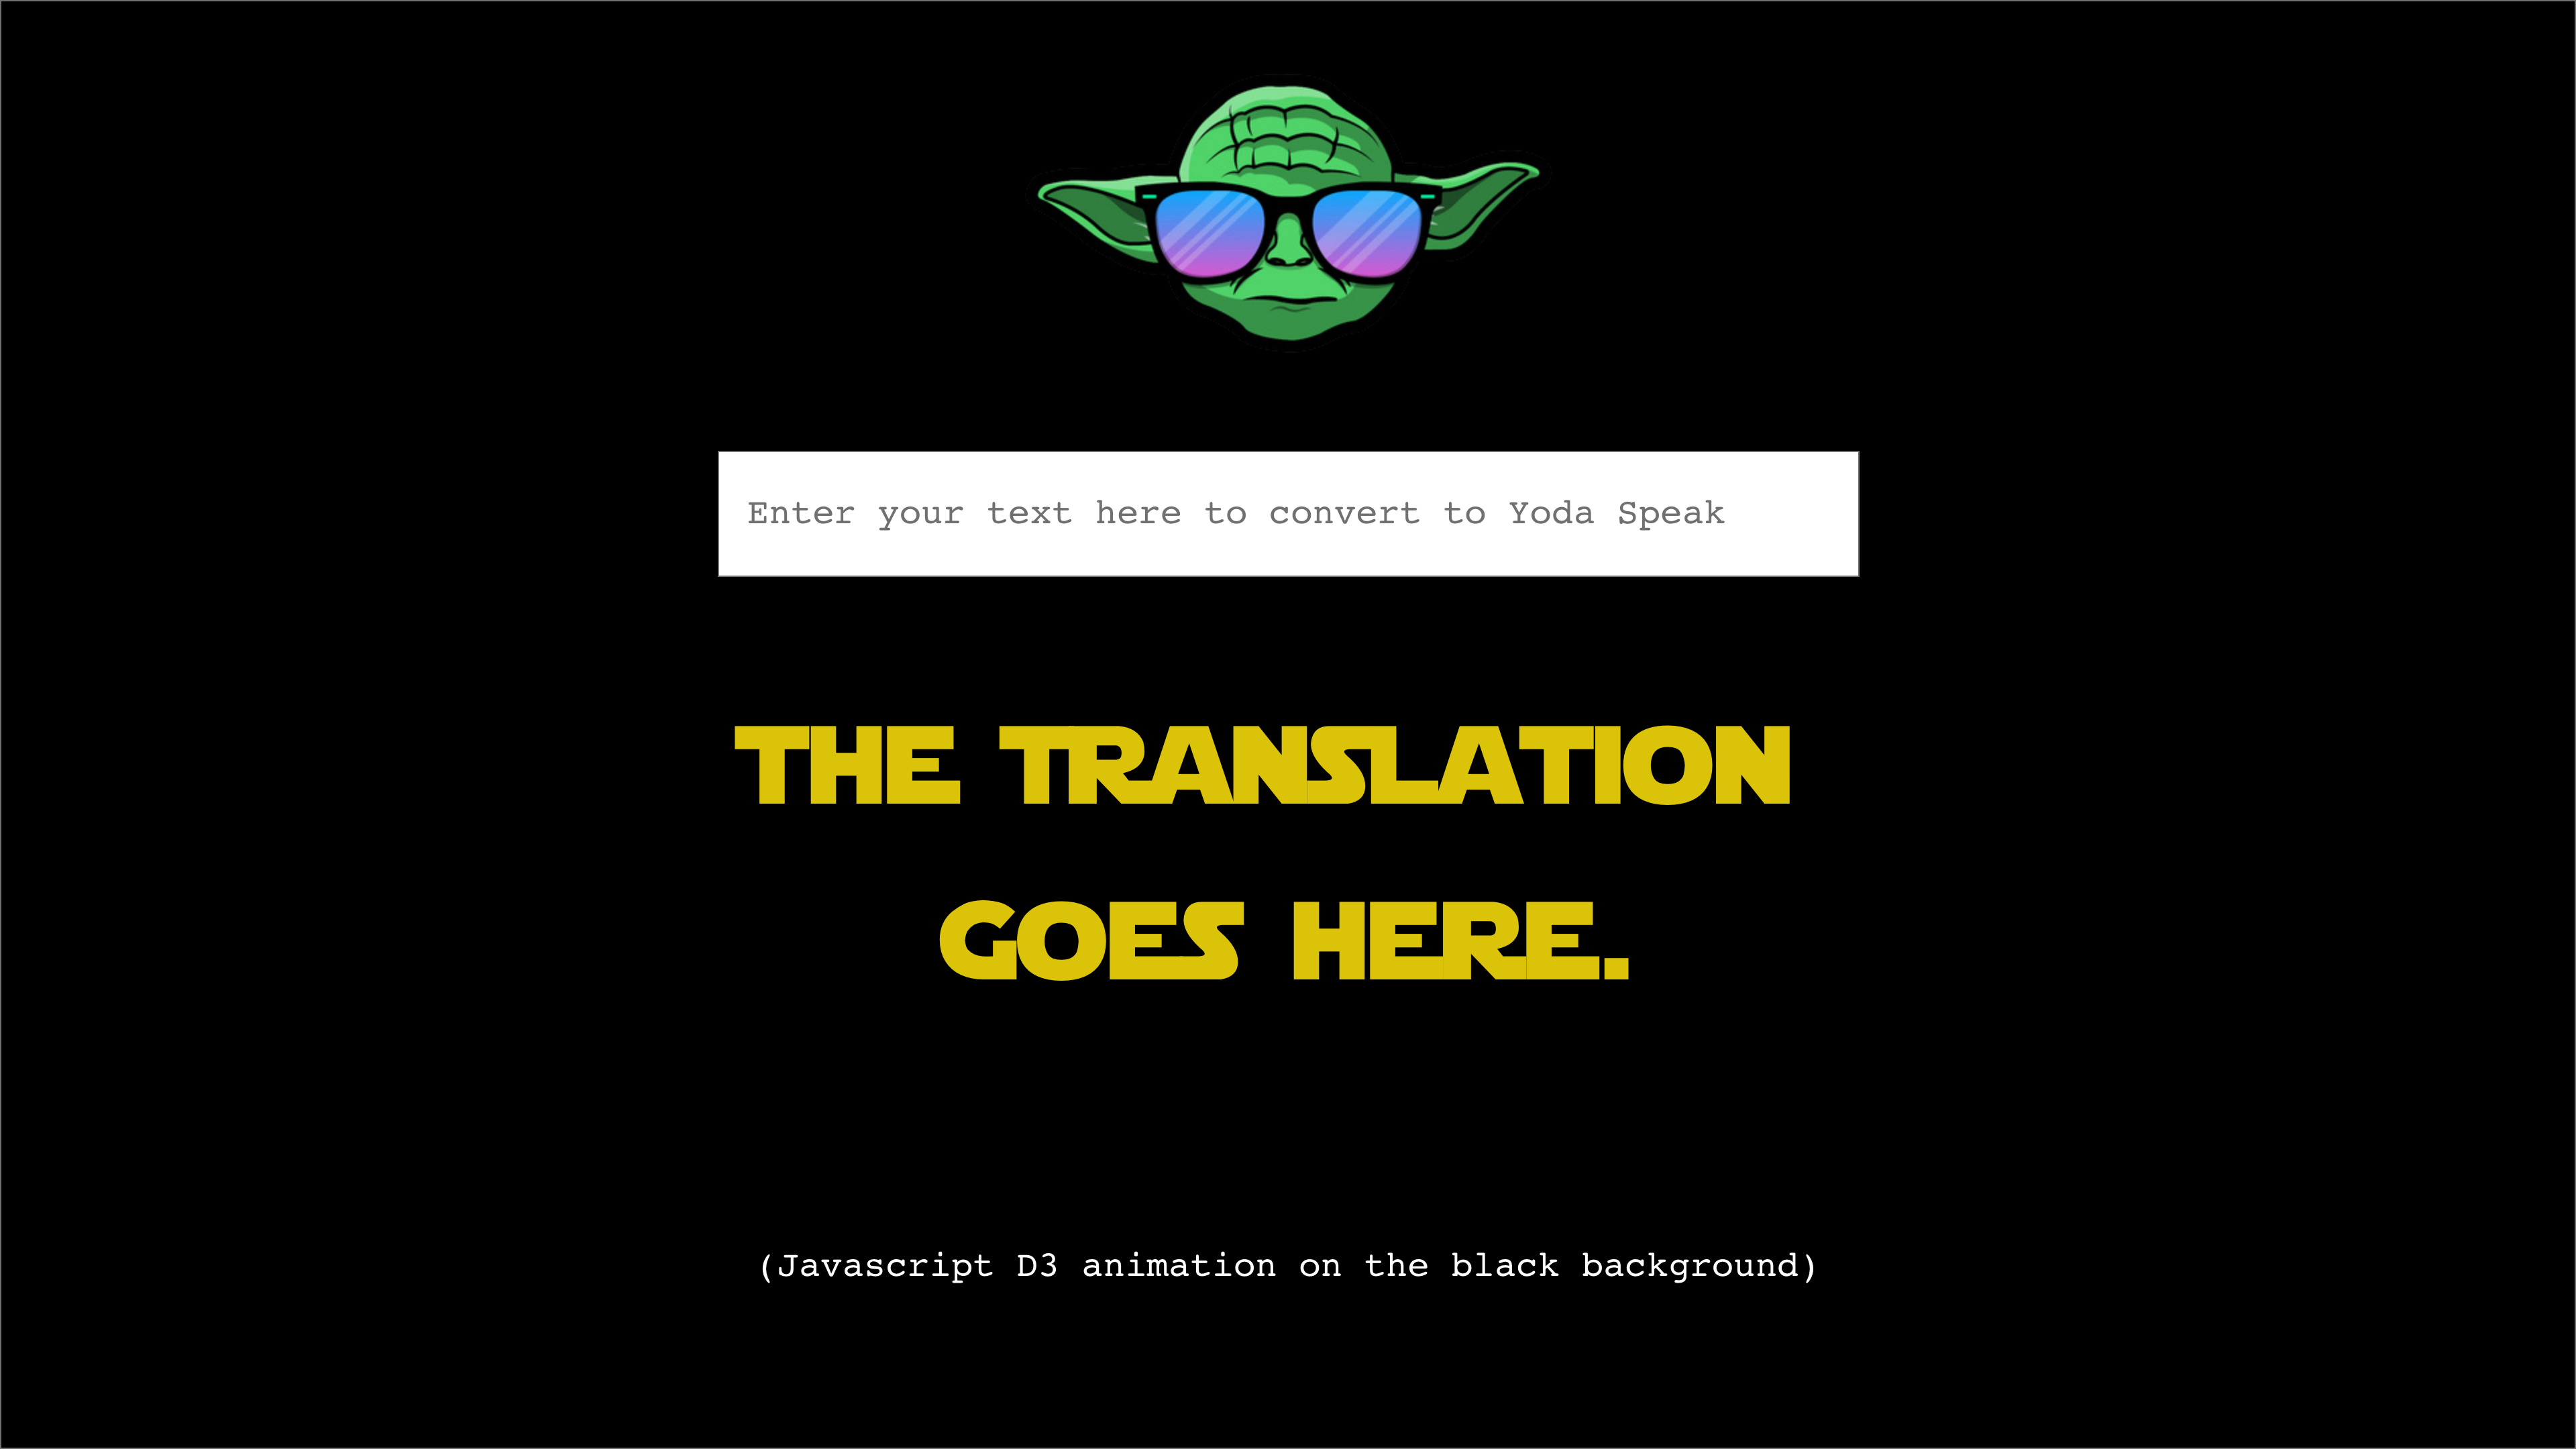 Enter your text here to convert to Yoda Speak
THE TRANSLATION
GOES HERE.
(Javascript D3 animation on the black background)